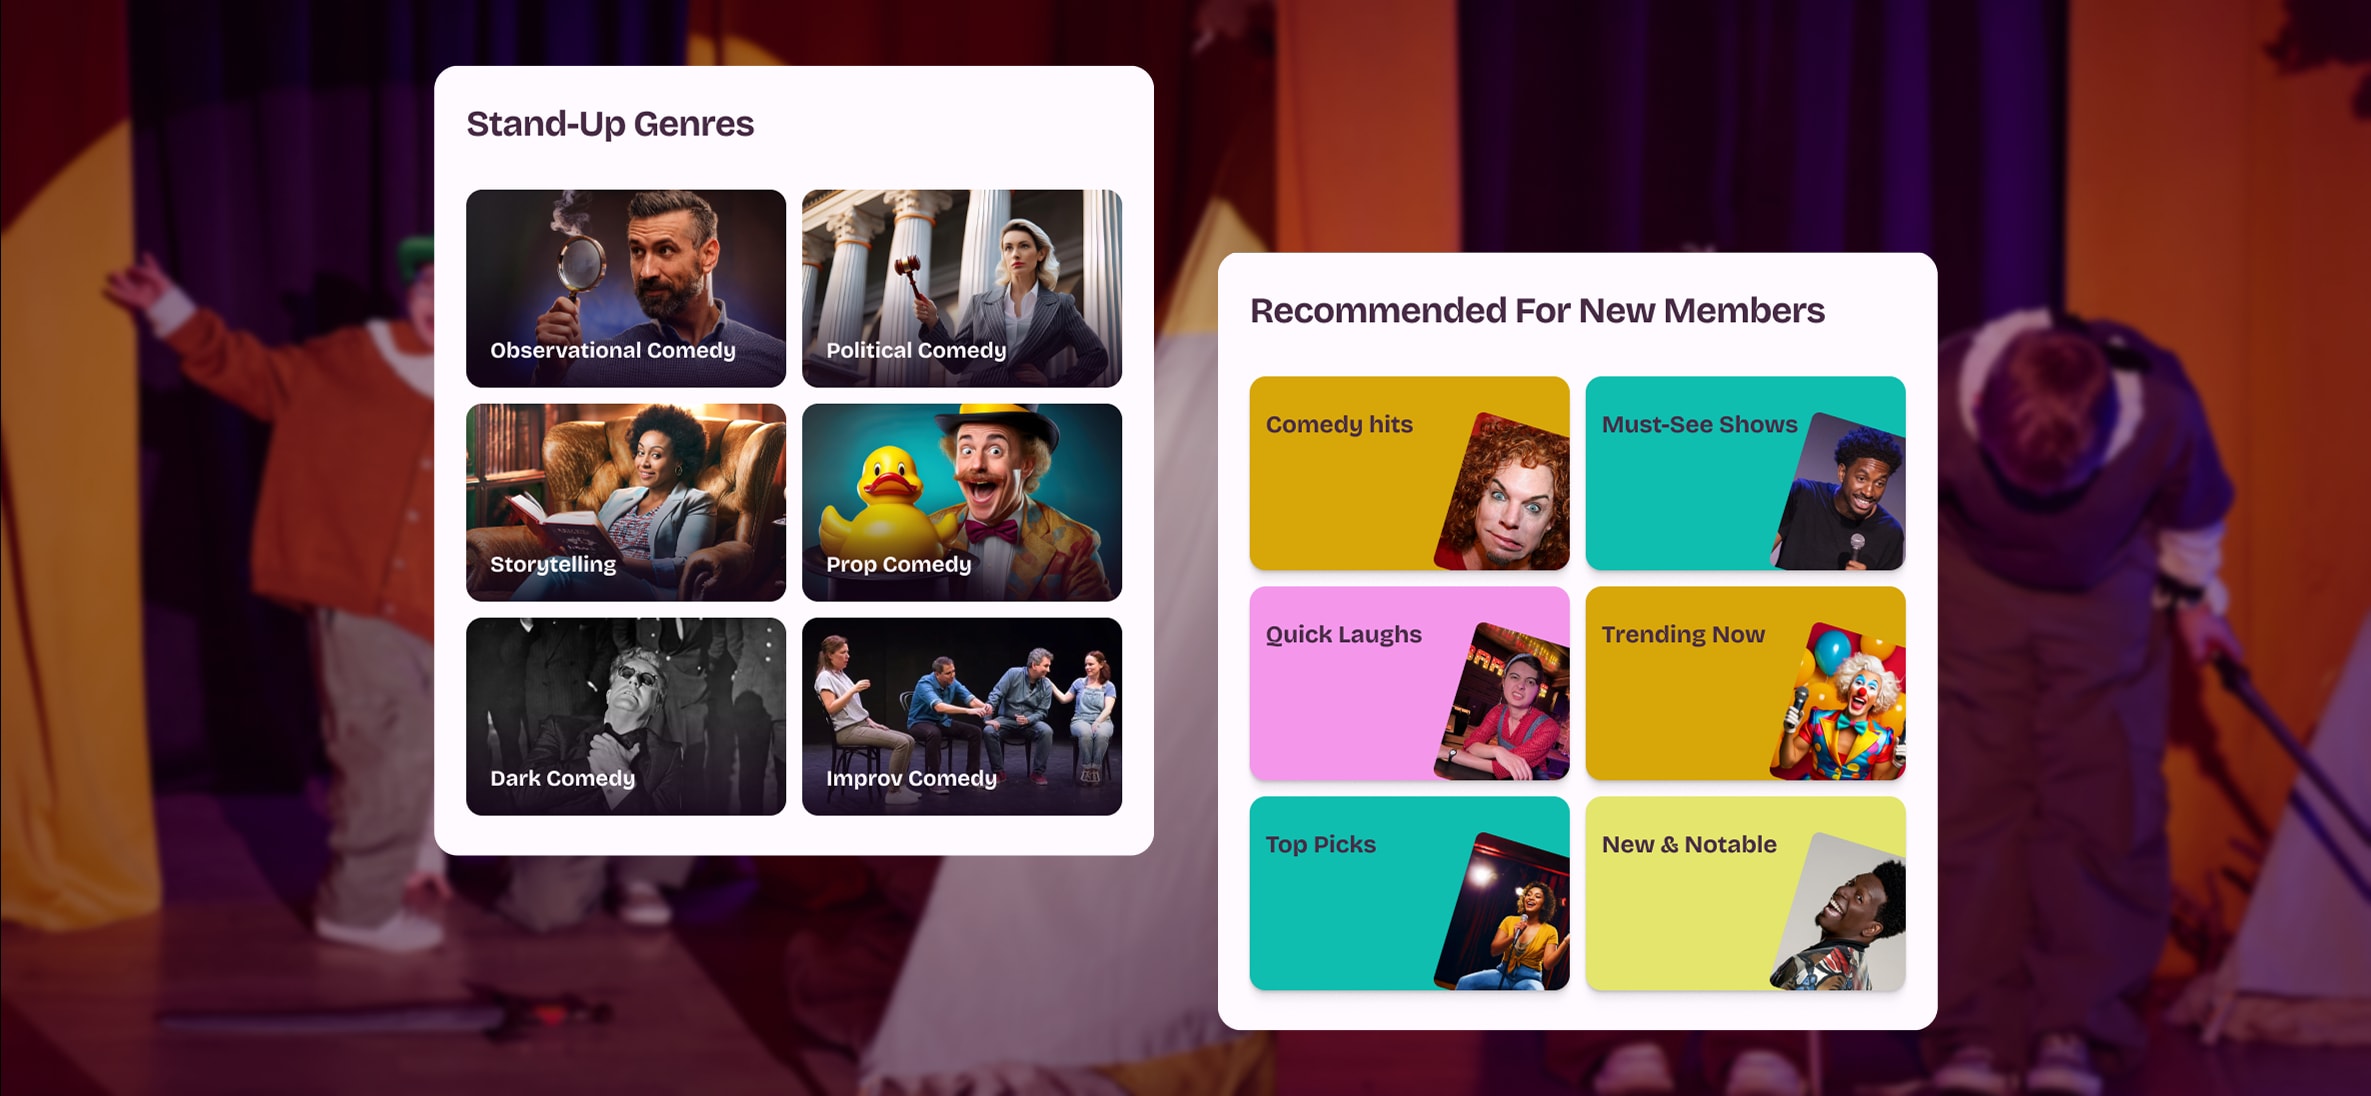 Stand-Up Genres
Observational Comedy
Political Comedy
Storytelling
Prop Comedy
Dark Comedy
Improv Comedy
Recommended For New Members
Comedy hits
Must-See Shows
Quick Laughs
Trending Now
Top Picks
New & Notable